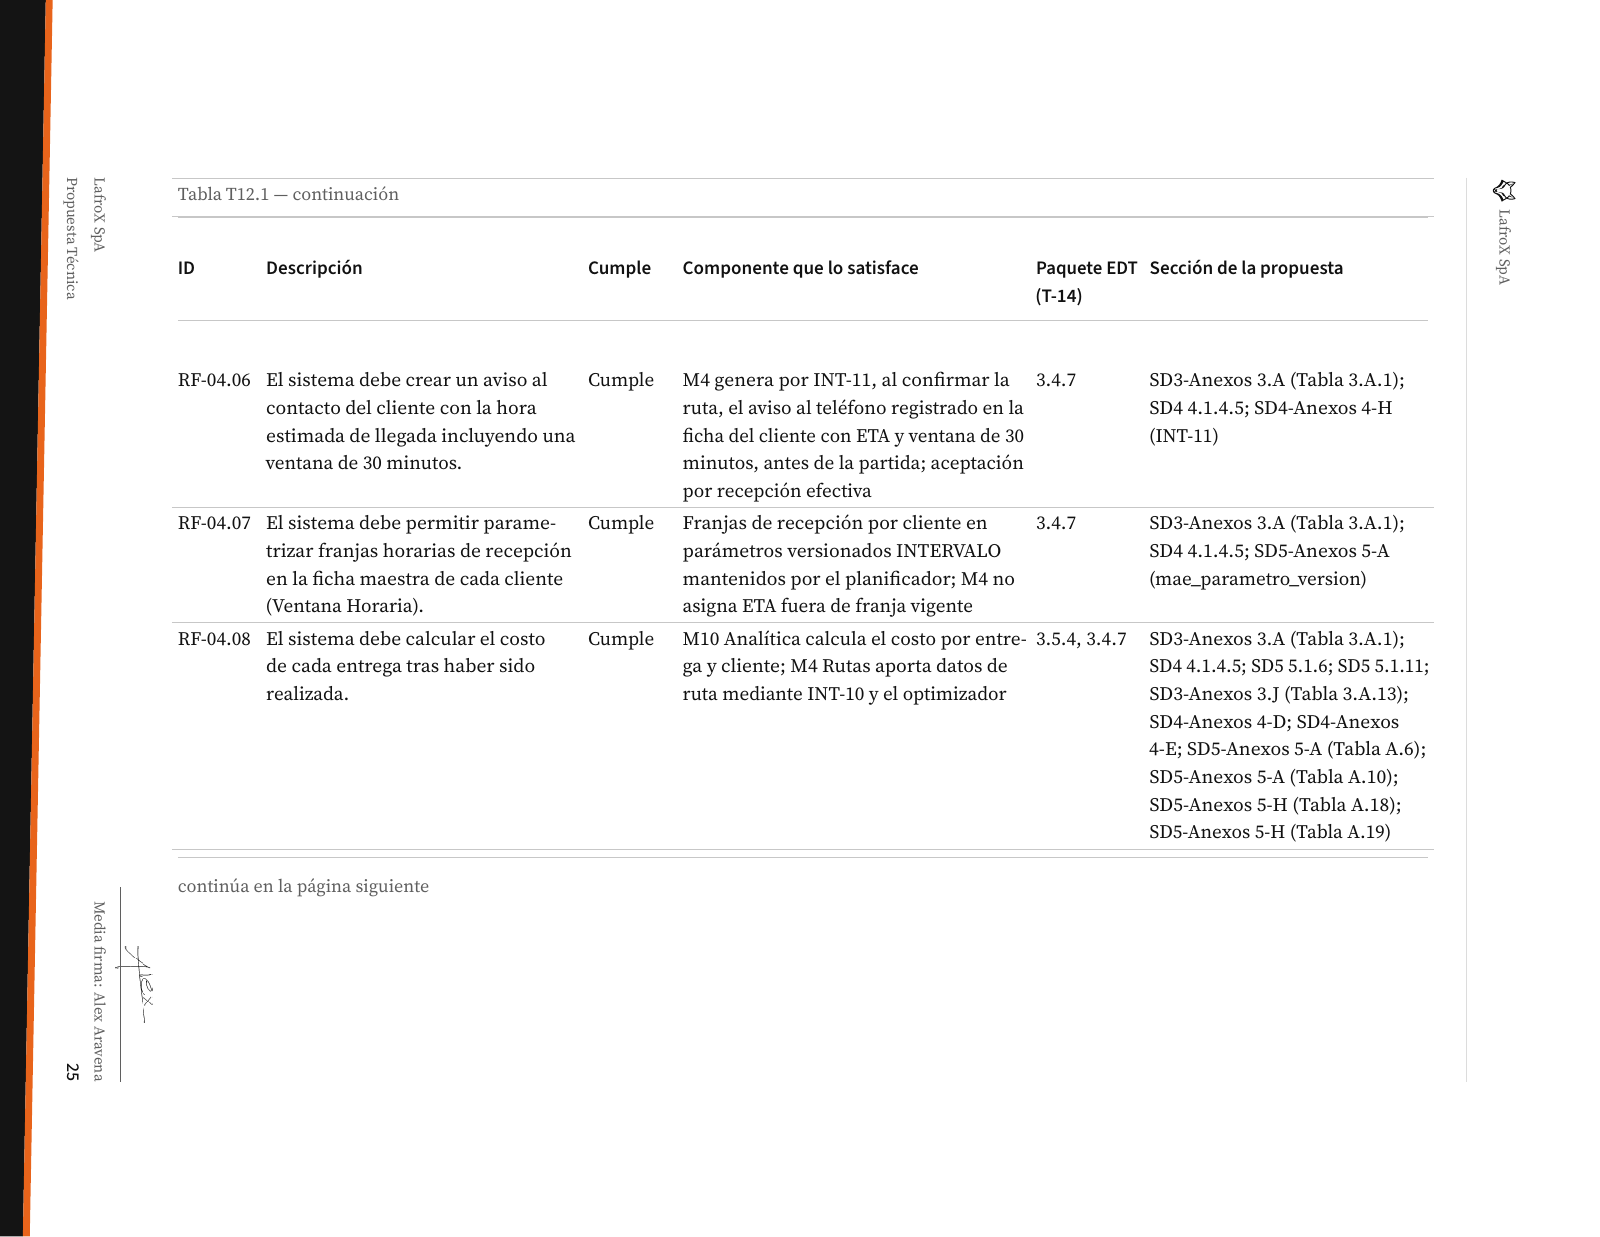 LafroX SpA
Tabla T12.1 — continuación
ID Descripción Cumple Componente que lo satisface Paquete EDT Sección de la propuesta
(T-14)
RF-04.06 El sistema debe crear un aviso al Cumple M4 genera por INT-11, al confirmar la 3.4.7 SD3-Anexos 3.A (Tabla 3.A.1);
contacto del cliente con la hora ruta, el aviso al teléfono registrado en la SD4 4.1.4.5; SD4-Anexos 4-H
estimada de llegada incluyendo una ficha del cliente con ETA y ventana de 30 (INT-11)
ventana de 30 minutos. minutos, antes de la partida; aceptación
por recepción efectiva
RF-04.07 El sistema debe permitir parame- Cumple Franjas de recepción por cliente en 3.4.7 SD3-Anexos 3.A (Tabla 3.A.1);
trizar franjas horarias de recepción parámetros versionados INTERVALO SD4 4.1.4.5; SD5-Anexos 5-A
en la ficha maestra de cada cliente mantenidos por el planificador; M4 no (mae_parametro_version)
(Ventana Horaria). asigna ETA fuera de franja vigente
RF-04.08 El sistema debe calcular el costo Cumple M10 Analítica calcula el costo por entre- 3.5.4, 3.4.7 SD3-Anexos 3.A (Tabla 3.A.1);
de cada entrega tras haber sido ga y cliente; M4 Rutas aporta datos de SD4 4.1.4.5; SD5 5.1.6; SD5 5.1.11;
realizada. ruta mediante INT-10 y el optimizador SD3-Anexos 3.J (Tabla 3.A.13);
SD4-Anexos 4-D; SD4-Anexos
4-E; SD5-Anexos 5-A (Tabla A.6);
SD5-Anexos 5-A (Tabla A.10);
SD5-Anexos 5-H (Tabla A.18);
SD5-Anexos 5-H (Tabla A.19)
continúa en la página siguiente
Alex
Media firma: Alex Aravena
LafroX SpA
Propuesta Técnica
25